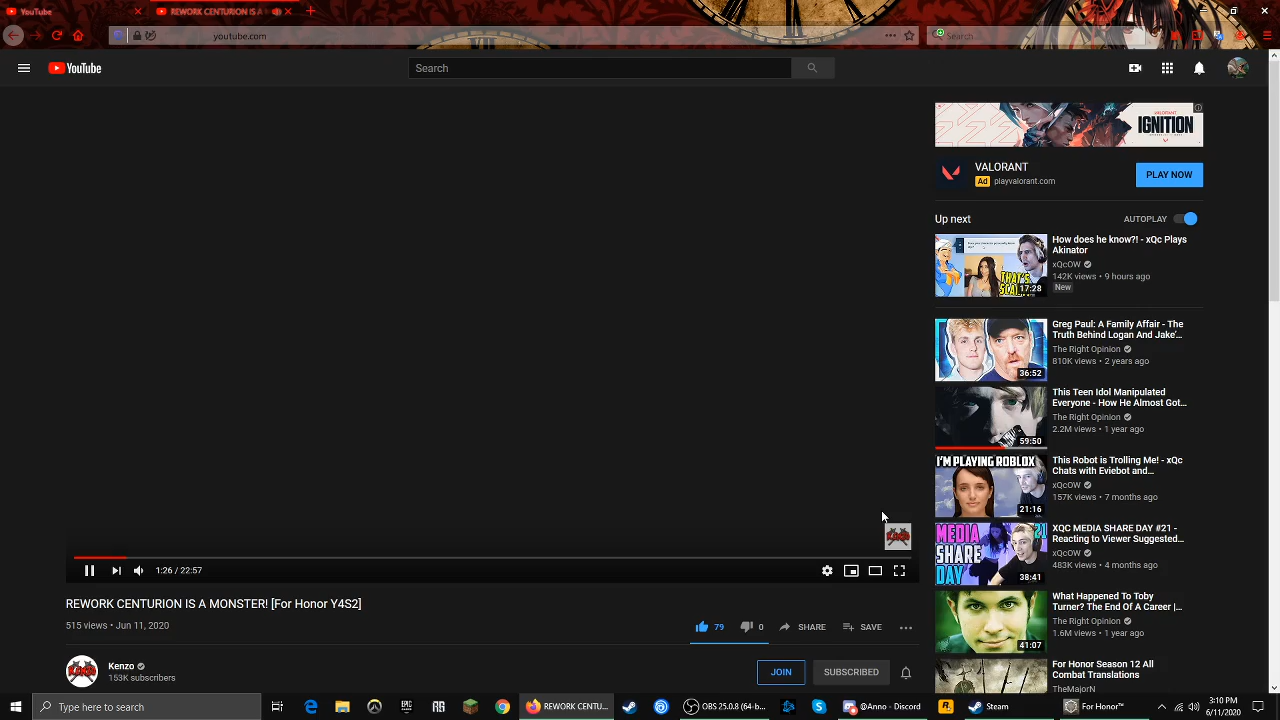 YouTube
REWORK CENTURION IS A
youtube.com
Search
YouTube
Search
VALORANT
IGNITION
VALORANT
Ad playvalorant.com
PLAY NOW
Up next
AUTOPLAY
How does he know?! - xQc Plays
Akinator
xQcOW
142K views • 9 hours ago
New
17:28
Greg Paul: A Family Affair - The
Truth Behind Logan And Jake'...
The Right Opinion
810K views • 2 years ago
36:52
This Teen Idol Manipulated
Everyone - How He Almost Got...
The Right Opinion
2.2M views • 1 year ago
59:50
I'M PLAYING ROBLOX
This Robot is Trolling Me! - xQc
Chats with Eviebot and...
xQcOW
157K views • 7 months ago
21:16
MEDIA
SHARE
DAY
21
XQC MEDIA SHARE DAY #21 -
Reacting to Viewer Suggested...
xQcOW
483K views • 4 months ago
38:41
What Happened To Toby
Turner? The End Of A Career |...
The Right Opinion
1.6M views • 1 year ago
41:07
For Honor Season 12 All
Combat Translations
TheMajorN
KENZO
1:26 / 22:57
REWORK CENTURION IS A MONSTER! [For Honor Y4S2]
515 views • Jun 11, 2020
79
0
SHARE
SAVE
KENZO
Kenzo
153K subscribers
JOIN
SUBSCRIBED
Type here to search
REWORK CENTU...
OBS 25.0.8 (64-b...
@Anno - Discord
Steam
For Honor™
3:10 PM
6/11/2020